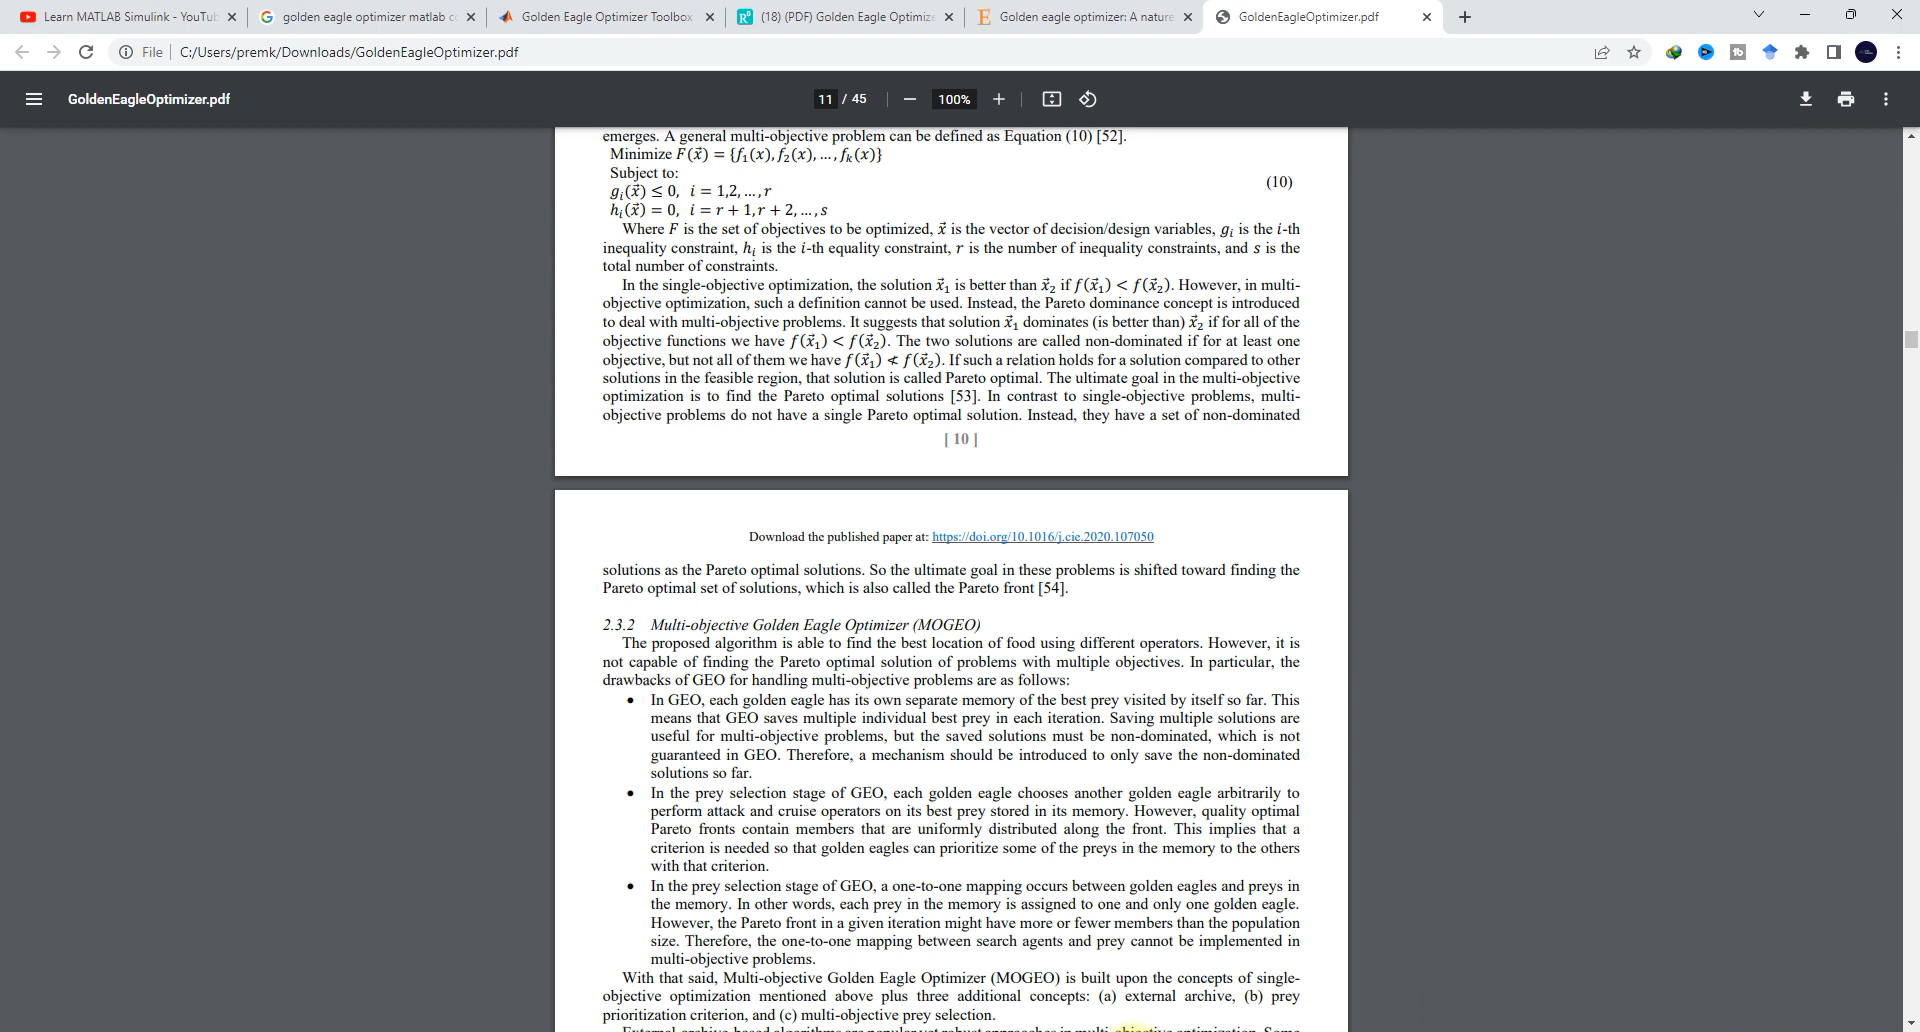 Learn MATLAB Simulink - YouTub
golden eagle optimizer matlab co
Golden Eagle Optimizer Toolbox
(18) (PDF) Golden Eagle Optimize
Golden eagle optimizer: A nature
GoldenEagleOptimizer.pdf
File C:/Users/premk/Downloads/GoldenEagleOptimizer.pdf
GoldenEagleOptimizer.pdf
11 / 45
100%
emerges. A general multi-objective problem can be defined as Equation (10) [52].
Minimize F(x⃗) = {f₁(x), f₂(x), … , fₖ(x)}
Subject to:
gᵢ(x⃗) ≤ 0, i = 1,2, … , r
(10)
hᵢ(x⃗) = 0, i = r + 1, r + 2, … , s
Where F is the set of objectives to be optimized, x⃗ is the vector of decision/design variables, gᵢ is the i-th
inequality constraint, hᵢ is the i-th equality constraint, r is the number of inequality constraints, and s is the
total number of constraints.
In the single-objective optimization, the solution x⃗₁ is better than x⃗₂ if f(x⃗₁) < f(x⃗₂). However, in multi-
objective optimization, such a definition cannot be used. Instead, the Pareto dominance concept is introduced
to deal with multi-objective problems. It suggests that solution x⃗₁ dominates (is better than) x⃗₂ if for all of the
objective functions we have f(x⃗₁) < f(x⃗₂). The two solutions are called non-dominated if for at least one
objective, but not all of them we have f(x⃗₁) ≮ f(x⃗₂). If such a relation holds for a solution compared to other
solutions in the feasible region, that solution is called Pareto optimal. The ultimate goal in the multi-objective
optimization is to find the Pareto optimal solutions [53]. In contrast to single-objective problems, multi-
objective problems do not have a single Pareto optimal solution. Instead, they have a set of non-dominated
[ 10 ]
Download the published paper at: https://doi.org/10.1016/j.cie.2020.107050
solutions as the Pareto optimal solutions. So the ultimate goal in these problems is shifted toward finding the
Pareto optimal set of solutions, which is also called the Pareto front [54].
2.3.2 Multi-objective Golden Eagle Optimizer (MOGEO)
The proposed algorithm is able to find the best location of food using different operators. However, it is
not capable of finding the Pareto optimal solution of problems with multiple objectives. In particular, the
drawbacks of GEO for handling multi-objective problems are as follows:
• In GEO, each golden eagle has its own separate memory of the best prey visited by itself so far. This
means that GEO saves multiple individual best prey in each iteration. Saving multiple solutions are
useful for multi-objective problems, but the saved solutions must be non-dominated, which is not
guaranteed in GEO. Therefore, a mechanism should be introduced to only save the non-dominated
solutions so far.
• In the prey selection stage of GEO, each golden eagle chooses another golden eagle arbitrarily to
perform attack and cruise operators on its best prey stored in its memory. However, quality optimal
Pareto fronts contain members that are uniformly distributed along the front. This implies that a
criterion is needed so that golden eagles can prioritize some of the preys in the memory to the others
with that criterion.
• In the prey selection stage of GEO, a one-to-one mapping occurs between golden eagles and preys in
the memory. In other words, each prey in the memory is assigned to one and only one golden eagle.
However, the Pareto front in a given iteration might have more or fewer members than the population
size. Therefore, the one-to-one mapping between search agents and prey cannot be implemented in
multi-objective problems.
With that said, Multi-objective Golden Eagle Optimizer (MOGEO) is built upon the concepts of single-
objective optimization mentioned above plus three additional concepts: (a) external archive, (b) prey
prioritization criterion, and (c) multi-objective prey selection.